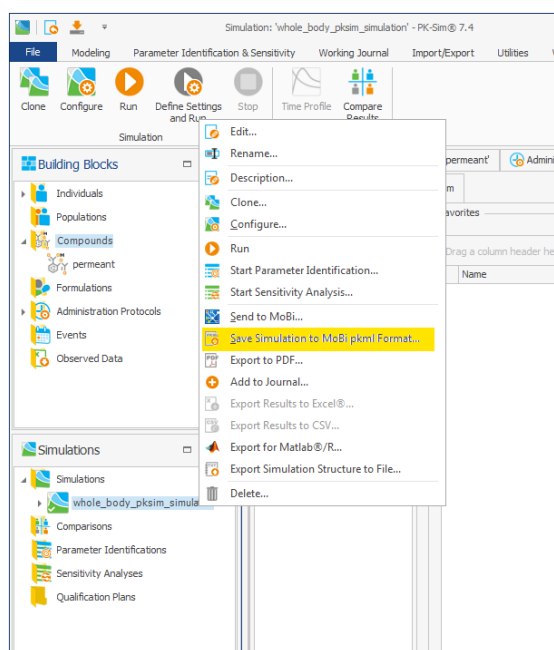 Simulation: 'whole_body_pksim_simulation' - PK-Sim® 7.4
File Modeling Parameter Identification & Sensitivity Working Journal Import/Export Utilities
Clone Configure Run Define Settings and Run Stop Time Profile Compare Results
Simulation
Building Blocks
Individuals
Populations
Compounds
permeant
Formulations
Administration Protocols
Events
Observed Data
Simulations
Simulations
whole_body_pksim_simula
Comparisons
Parameter Identifications
Sensitivity Analyses
Qualification Plans
Edit...
Rename...
Description...
Clone...
Configure...
Run
Start Parameter Identification...
Start Sensitivity Analysis...
Send to MoBi...
Save Simulation to MoBi pkml Format...
Export to PDF...
Add to Journal...
Export Results to Excel®...
Export Results to CSV...
Export for Matlab®/R...
Export Simulation Structure to File...
Delete...
permeant' Admini
m
avorites
Drag a column header he
Name